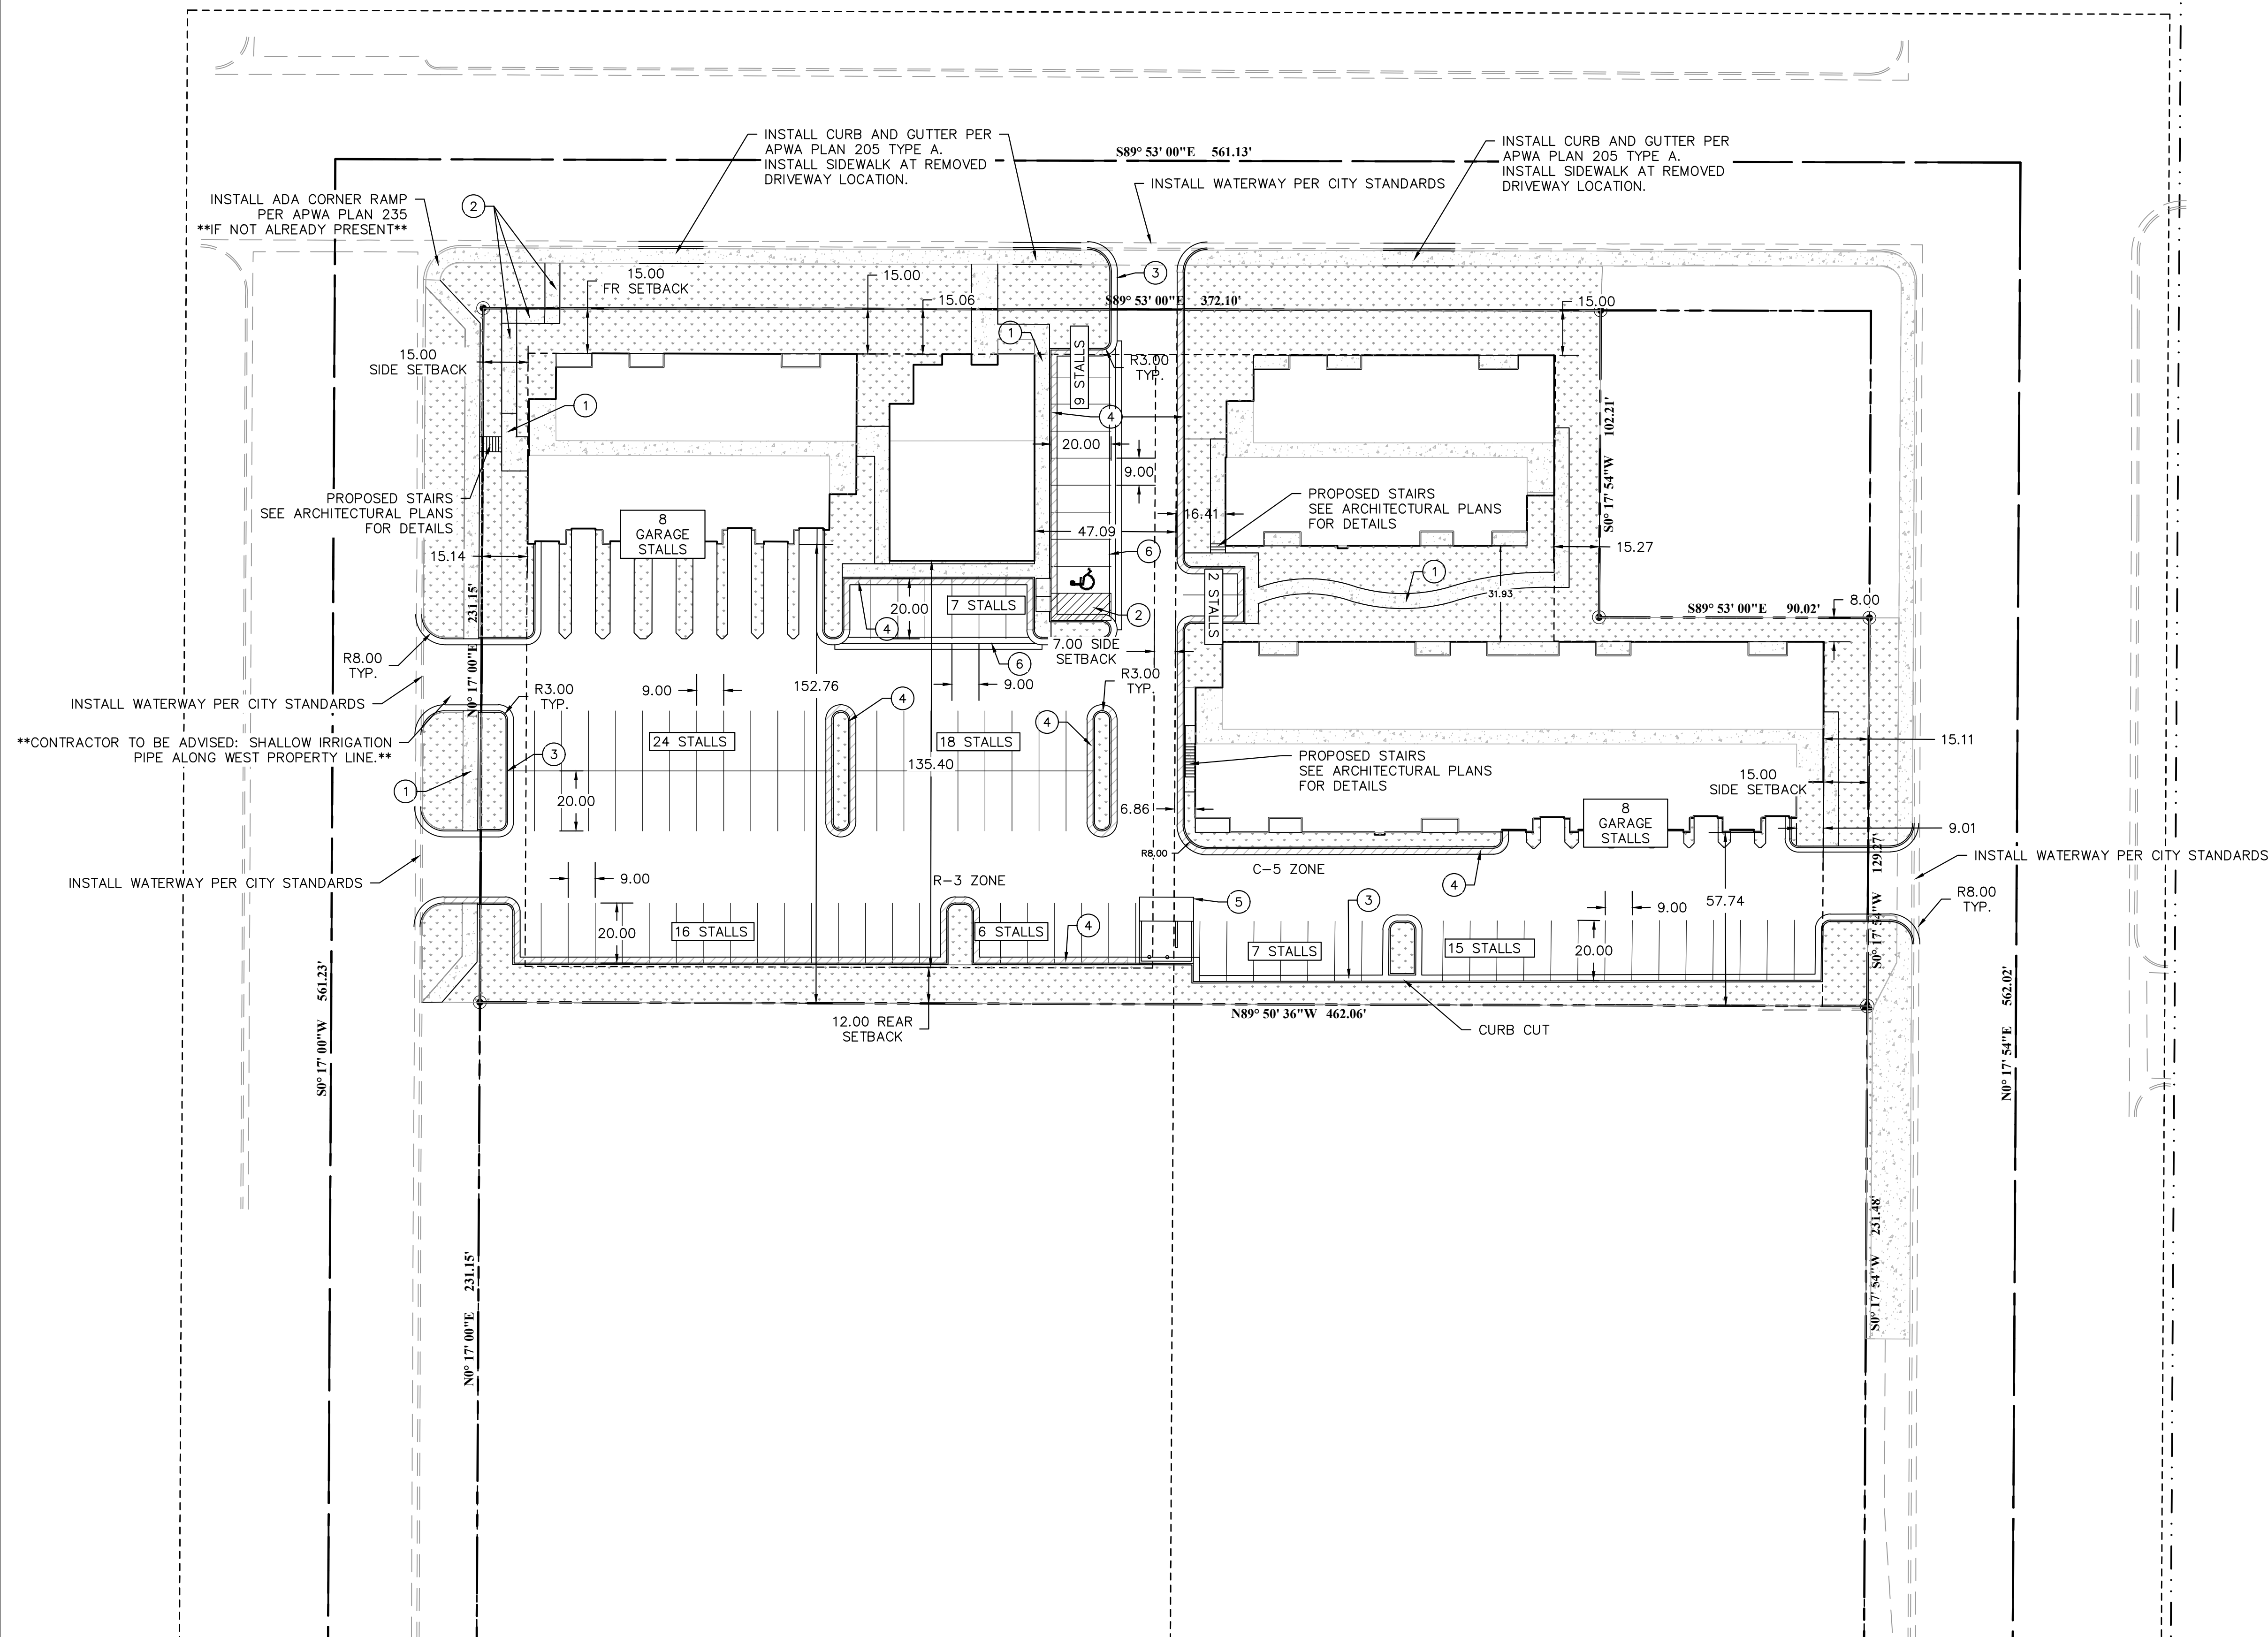 INSTALL CURB AND GUTTER PER
APWA PLAN 205 TYPE A.
INSTALL SIDEWALK AT REMOVED
DRIVEWAY LOCATION.
S89° 53' 00"E 561.13'
INSTALL CURB AND GUTTER PER
APWA PLAN 205 TYPE A.
INSTALL SIDEWALK AT REMOVED
DRIVEWAY LOCATION.
INSTALL WATERWAY PER CITY STANDARDS
INSTALL ADA CORNER RAMP
PER APWA PLAN 235
**IF NOT ALREADY PRESENT**
2
3
15.00
FR SETBACK
15.00
15.06
S89° 53' 00"E 372.10'
15.00
1
9 STALLS
R3.00
TYP.
15.00
SIDE SETBACK
1
4
20.00
9.00
S0° 17' 54"W 102.21'
PROPOSED STAIRS
SEE ARCHITECTURAL PLANS
FOR DETAILS
PROPOSED STAIRS
SEE ARCHITECTURAL PLANS
FOR DETAILS
16.41
8
GARAGE
STALLS
47.09
6
15.27
15.14
1
2 STALLS
31.93
N0° 17' 00"E 231.15'
20.00
7 STALLS
4
2
S89° 53' 00"E 90.02'
8.00
7.00 SIDE
SETBACK
6
R8.00
TYP.
R3.00
TYP.
9.00
152.76
9.00
4
R3.00
TYP.
INSTALL WATERWAY PER CITY STANDARDS
4
**CONTRACTOR TO BE ADVISED: SHALLOW IRRIGATION
PIPE ALONG WEST PROPERTY LINE.**
3
24 STALLS
18 STALLS
135.40
15.11
PROPOSED STAIRS
SEE ARCHITECTURAL PLANS
FOR DETAILS
15.00
SIDE SETBACK
1
20.00
6.86
8
GARAGE
STALLS
9.01
R8.00
C-5 ZONE
4
INSTALL WATERWAY PER CITY STANDARDS
INSTALL WATERWAY PER CITY STANDARDS
9.00
R-3 ZONE
5
3
9.00
57.74
S0° 17' 54"W 129.27'
R8.00
TYP.
20.00
16 STALLS
6 STALLS
4
7 STALLS
15 STALLS
20.00
S0° 17' 00"W 561.23'
N0° 17' 54"E 562.02'
12.00 REAR
SETBACK
N89° 50' 36"W 462.06'
CURB CUT
N0° 17' 00"E 231.15'
S0° 17' 54"W 231.48'